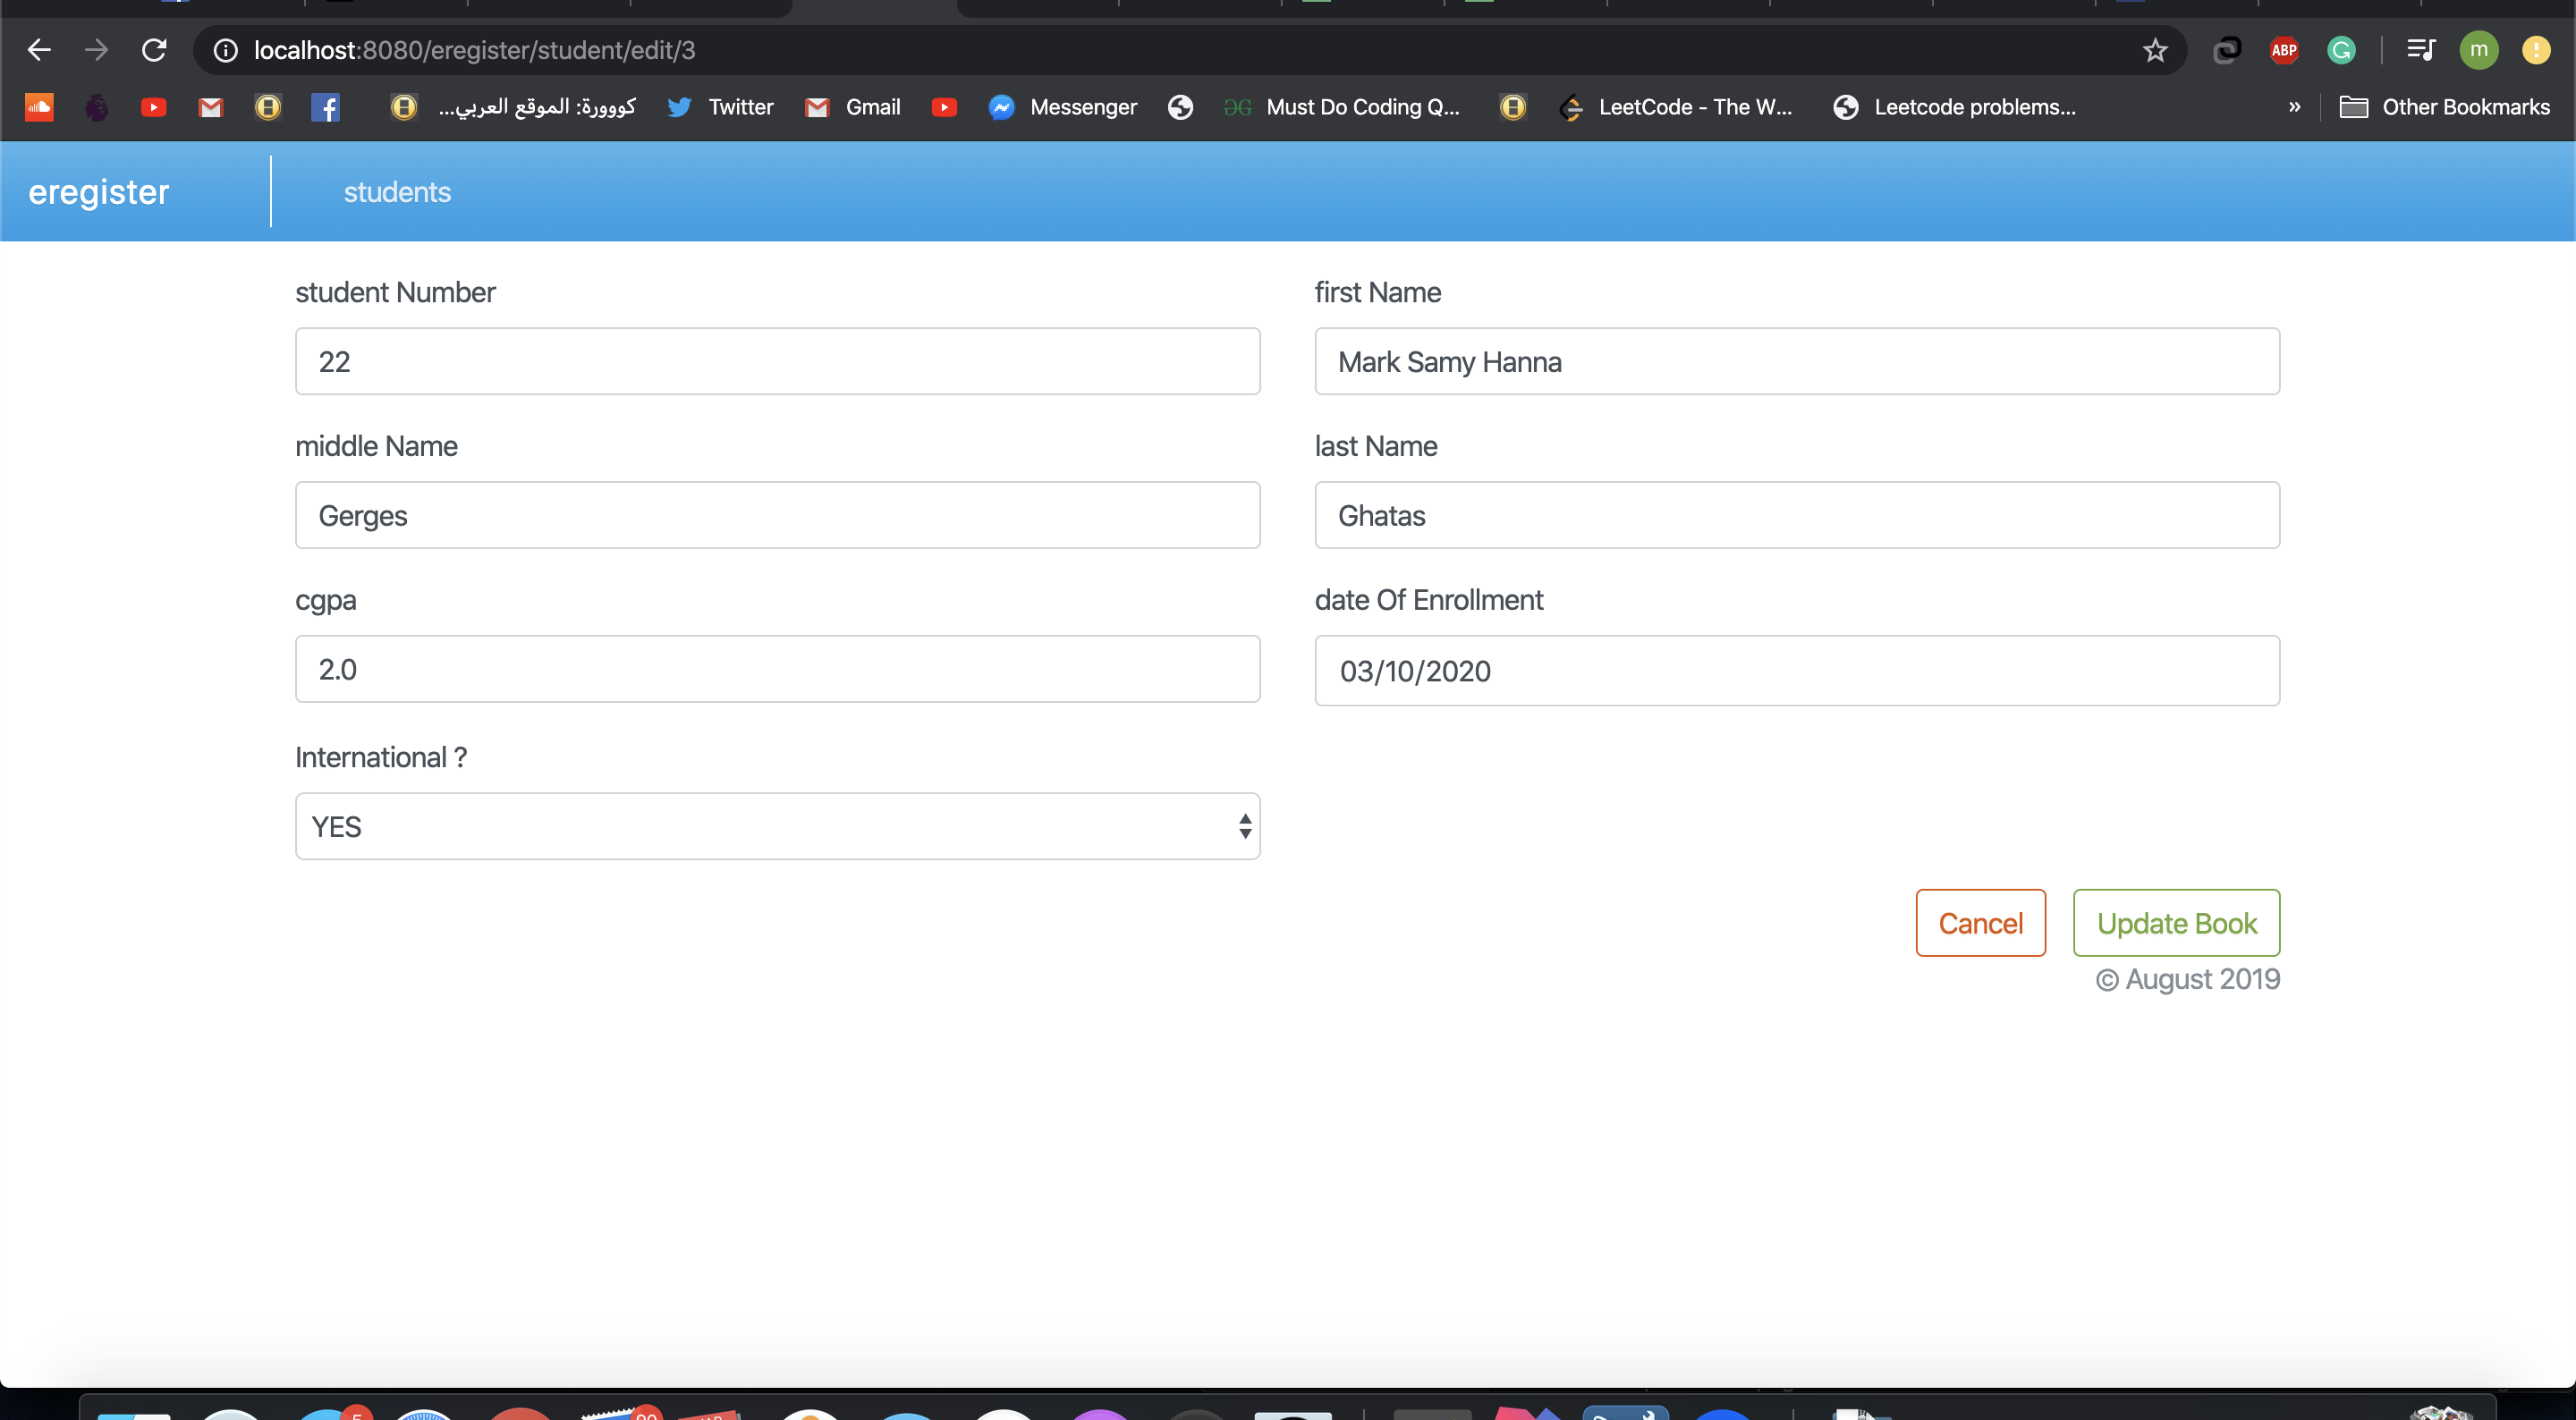 localhost:8080/eregister/student/edit/3
ABP
G
m
كووورة: الموقع العربي...
Twitter
Gmail
Messenger
Must Do Coding Q...
LeetCode - The W...
Leetcode problems...
»
Other Bookmarks
eregister
students
student Number
first Name
22
Mark Samy Hanna
middle Name
last Name
Gerges
Ghatas
cgpa
date Of Enrollment
2.0
03/10/2020
International ?
YES
Cancel
Update Book
© August 2019